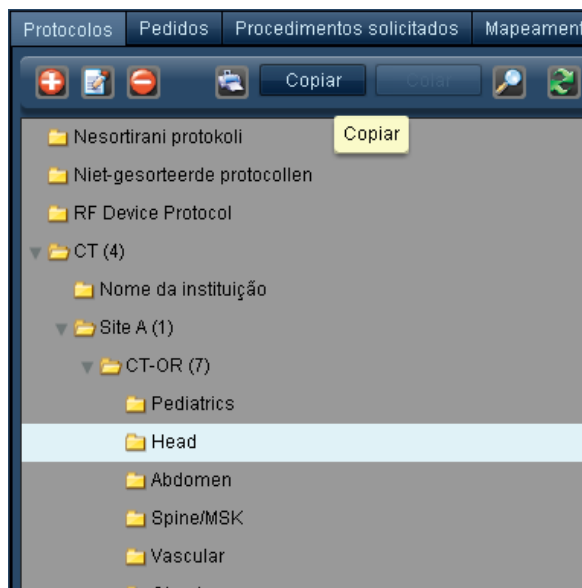 Protocolos Pedidos Procedimentos solicitados
Copiar Colar
Copiar
Nesortirani protokoli
Niet-gesorteerde protocollen
RF Device Protocol
CT (4)
Nome da instituição
Site A (1)
CT-OR (7)
Pediatrics
Head
Abdomen
Spine/MSK
Vascular